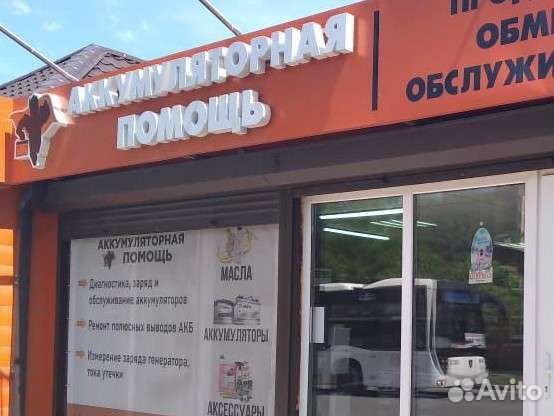 АККУМУЛЯТОРНАЯ
ПОМОЩЬ
ОБМ
ОБСЛУЖИ
АККУМУЛЯТОРНАЯ
ПОМОЩЬ
Диагностика, заряд и
обслуживание аккумуляторов
Ремонт полюсных выводов АКБ
Измерение заряда генератора,
тока утечки
МАСЛА
АККУМУЛЯТОРЫ
АКСЕССУАРЫ
Avito